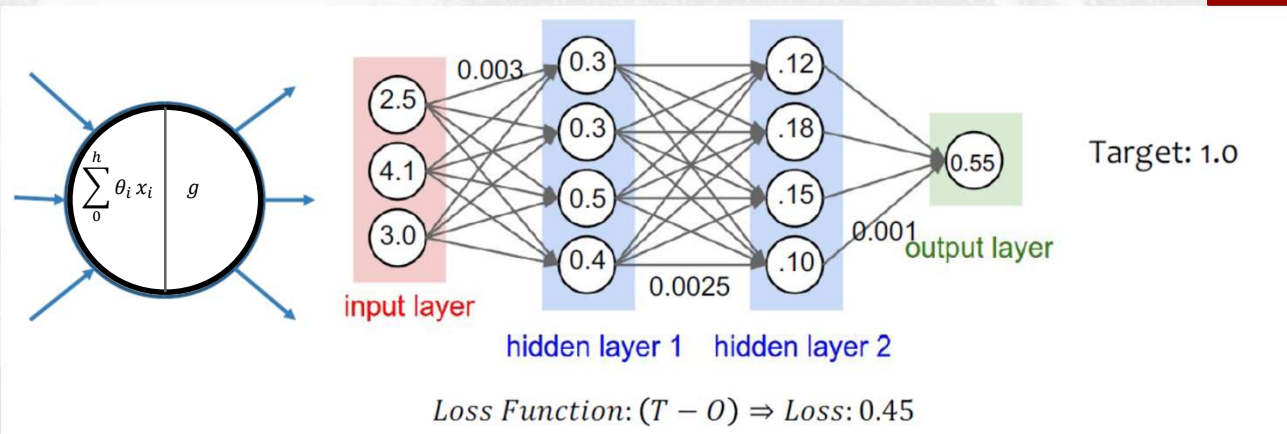 h
∑ θᵢ xᵢ
0
g
2.5
4.1
3.0
input layer
0.003
0.3
0.3
0.5
0.4
hidden layer 1
0.0025
.12
.18
.15
.10
hidden layer 2
0.001
0.55
output layer
Target: 1.0
Loss Function: (T − O) ⇒ Loss: 0.45